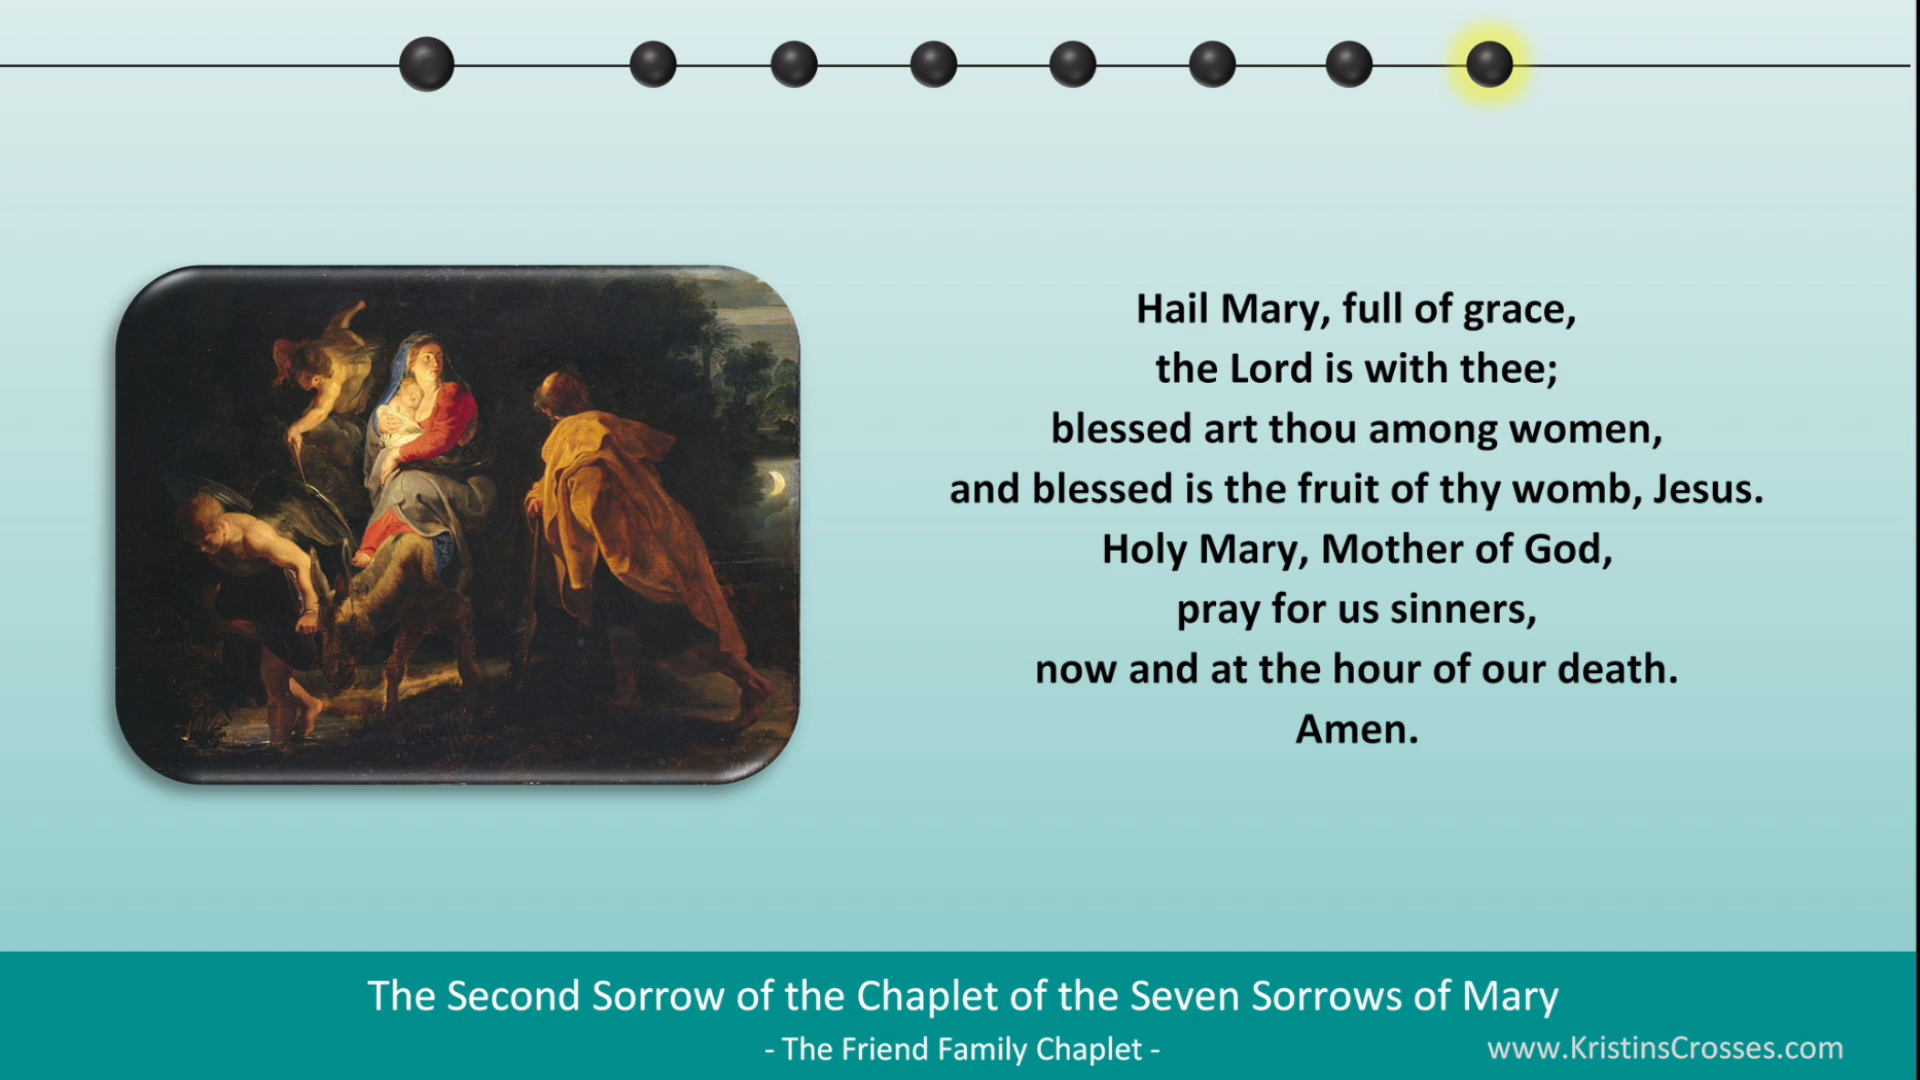 Hail Mary, full of grace,
the Lord is with thee;
blessed art thou among women,
and blessed is the fruit of thy womb, Jesus.
Holy Mary, Mother of God,
pray for us sinners,
now and at the hour of our death.
Amen.
The Second Sorrow of the Chaplet of the Seven Sorrows of Mary
- The Friend Family Chaplet -
www.KristinsCrosses.com